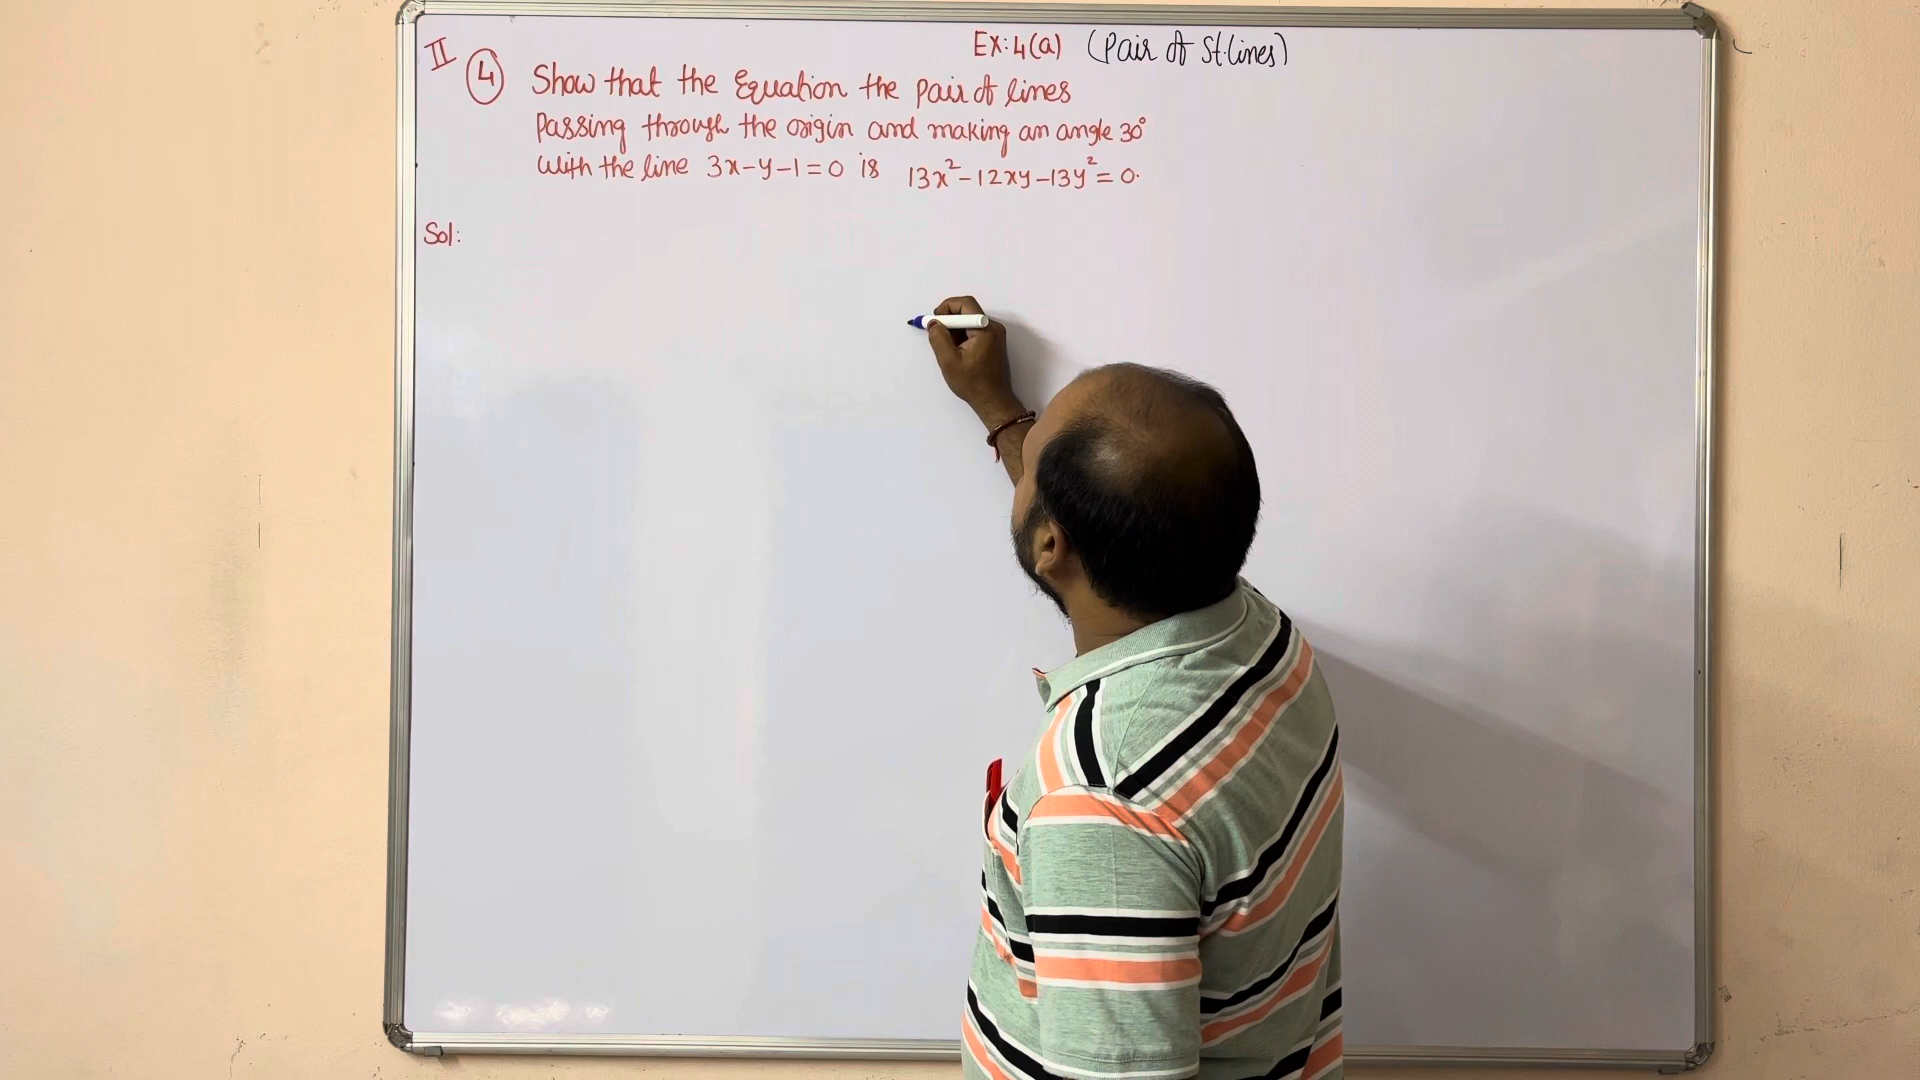 Ex:4(a) (Pair of St.lines)
II 4 Show that the Equation the pair of lines
passing through the origin and making an angle 30°
with the line 3x-y-1=0 is 13x²-12xy-13y²=0.
Sol: